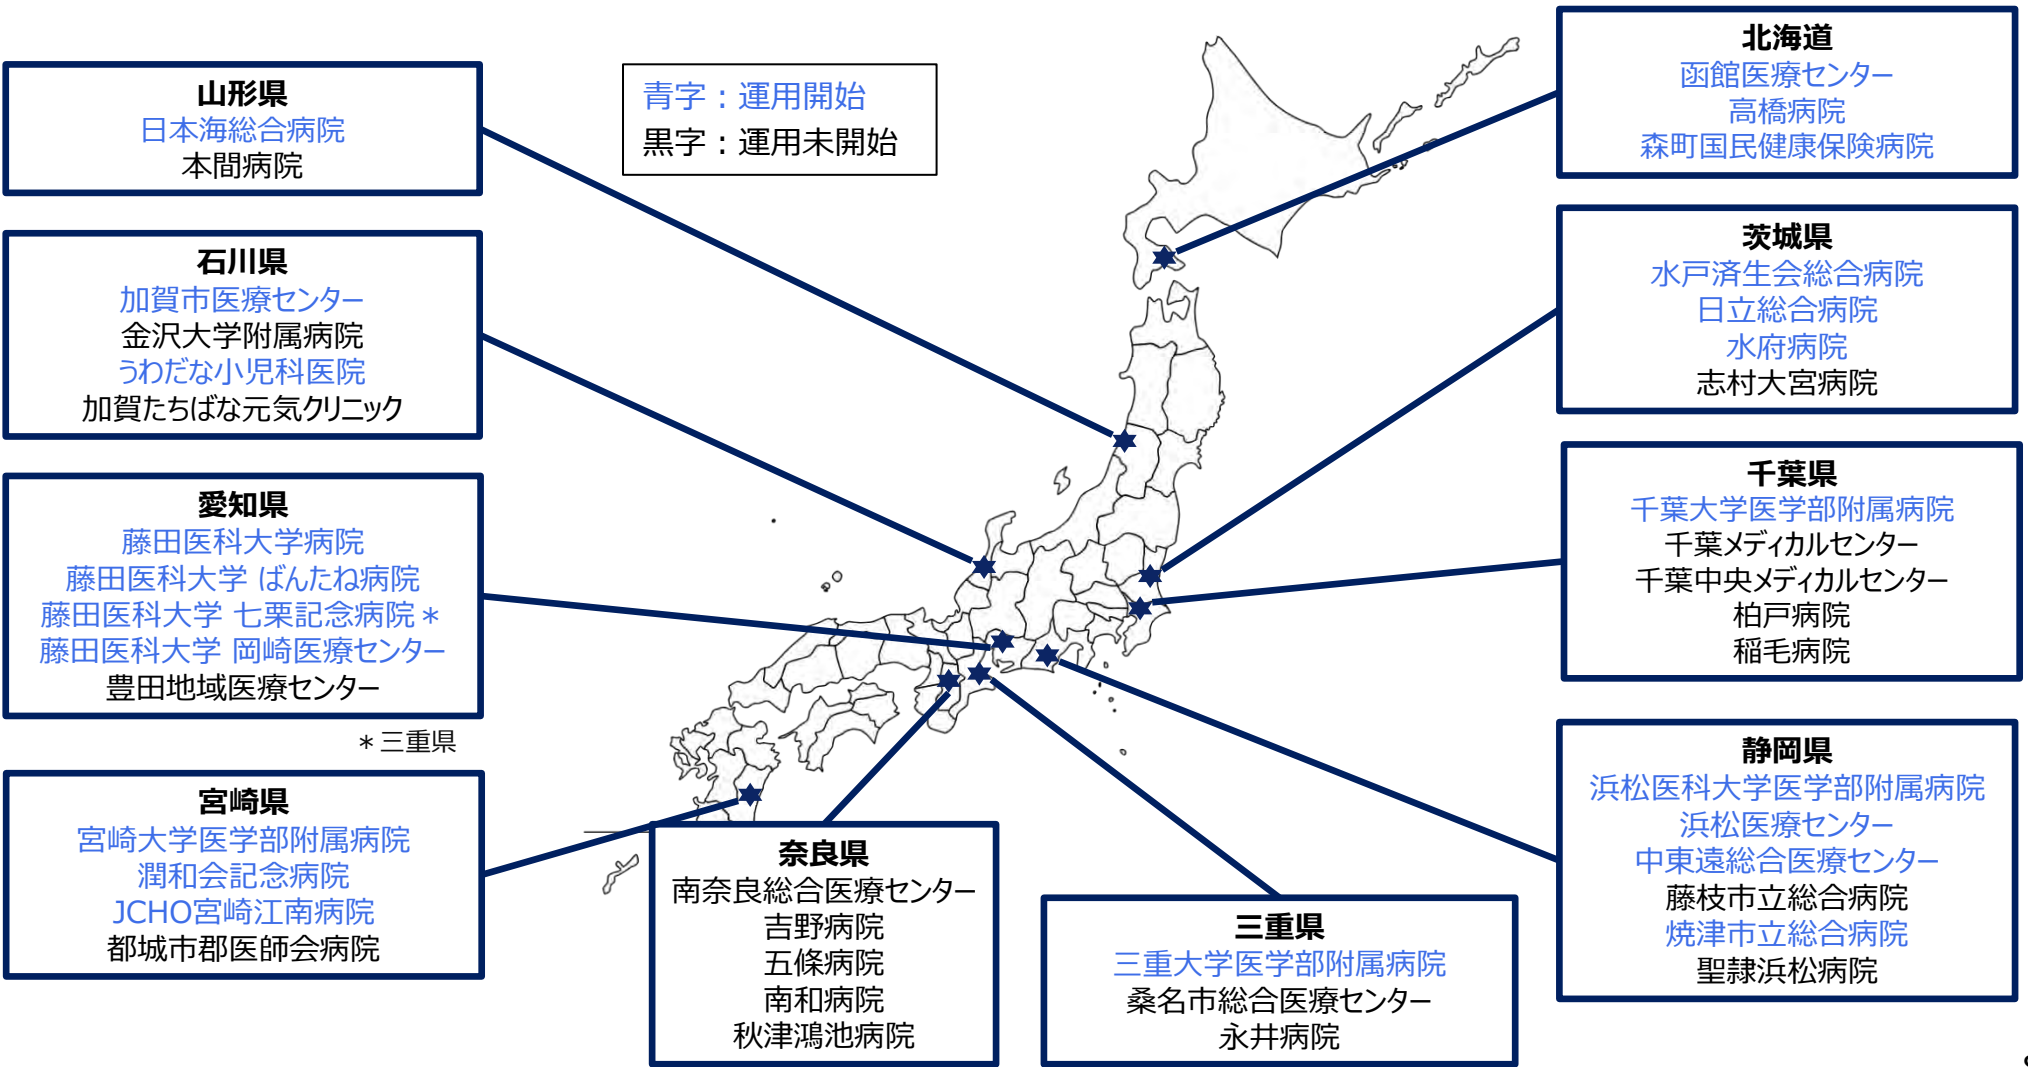 山形県
日本海総合病院
本間病院
青字：運用開始
黒字：運用未開始
北海道
函館医療センター
高橋病院
森町国民健康保険病院
石川県
加賀市医療センター
金沢大学附属病院
うわだな小児科医院
加賀たちばな元気クリニック
茨城県
水戸済生会総合病院
日立総合病院
水府病院
志村大宮病院
愛知県
藤田医科大学病院
藤田医科大学 ばんたね病院
藤田医科大学 七栗記念病院＊
藤田医科大学 岡崎医療センター
豊田地域医療センター
＊三重県
千葉県
千葉大学医学部附属病院
千葉メディカルセンター
千葉中央メディカルセンター
柏戸病院
稲毛病院
宮崎県
宮崎大学医学部附属病院
潤和会記念病院
JCHO宮崎江南病院
都城市郡医師会病院
奈良県
南奈良総合医療センター
吉野病院
五條病院
南和病院
秋津鴻池病院
三重県
三重大学医学部附属病院
桑名市総合医療センター
永井病院
静岡県
浜松医科大学医学部附属病院
浜松医療センター
中東遠総合医療センター
藤枝市立総合病院
焼津市立総合病院
聖隷浜松病院